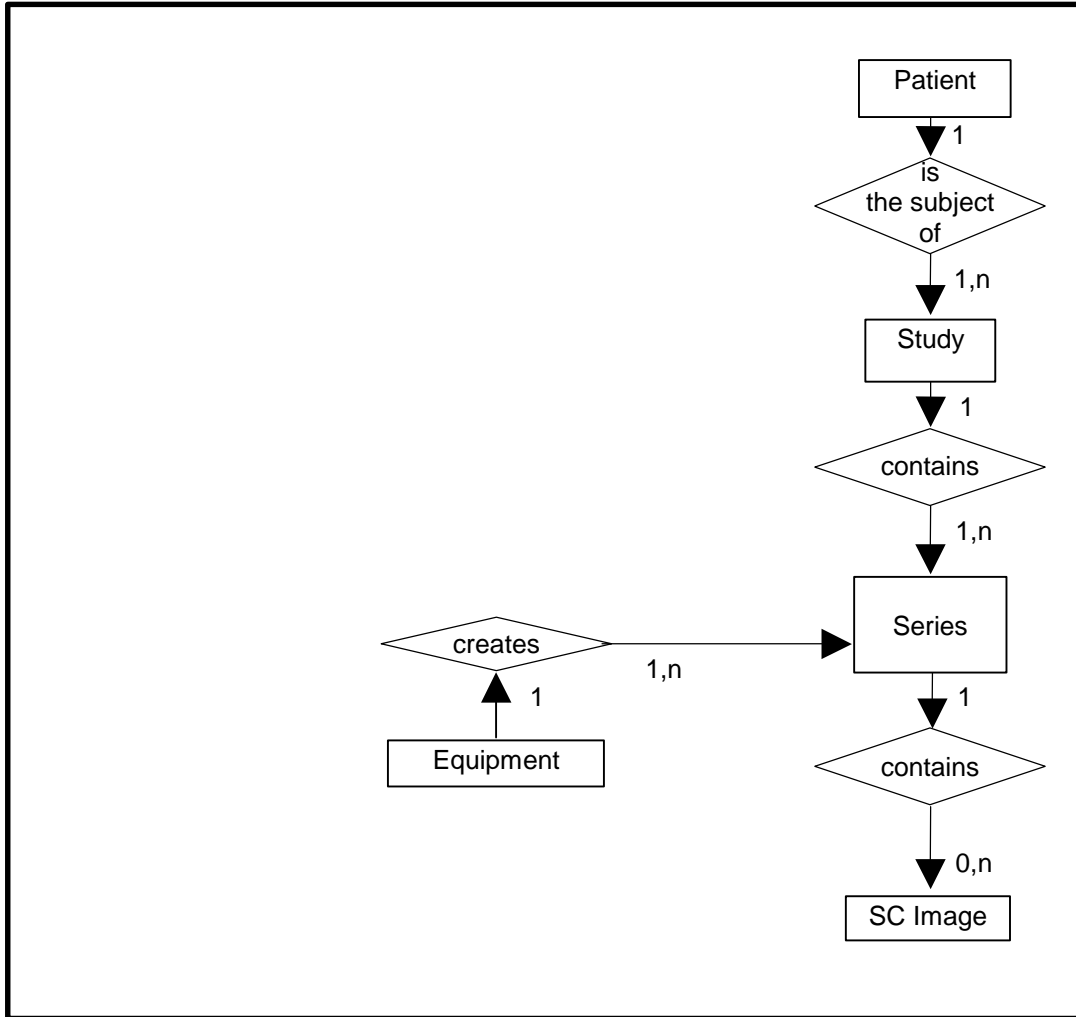 Patient
1
is
the subject
of
1,n
Study
1
contains
1,n
Series
creates
1,n
1
1
Equipment
contains
0,n
SC Image